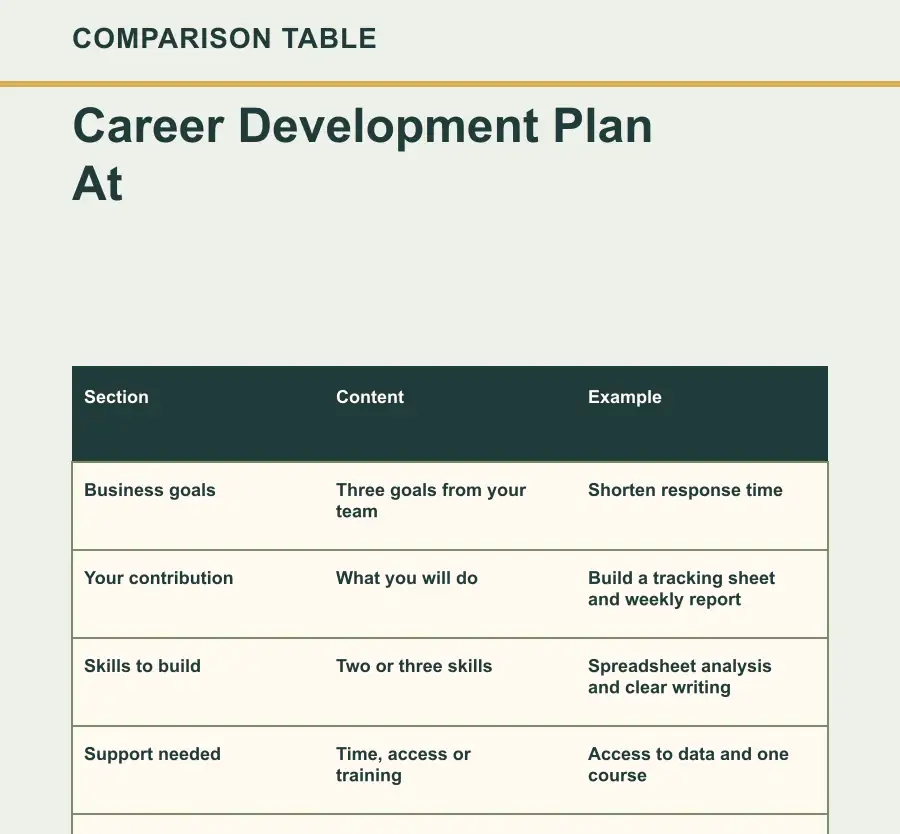 COMPARISON TABLE
Career Development Plan
At
Section Content Example
Business goals Three goals from your Shorten response time
team
Your contribution What you will do Build a tracking sheet
and weekly report
Skills to build Two or three skills Spreadsheet analysis
and clear writing
Support needed Time, access or Access to data and one
training course